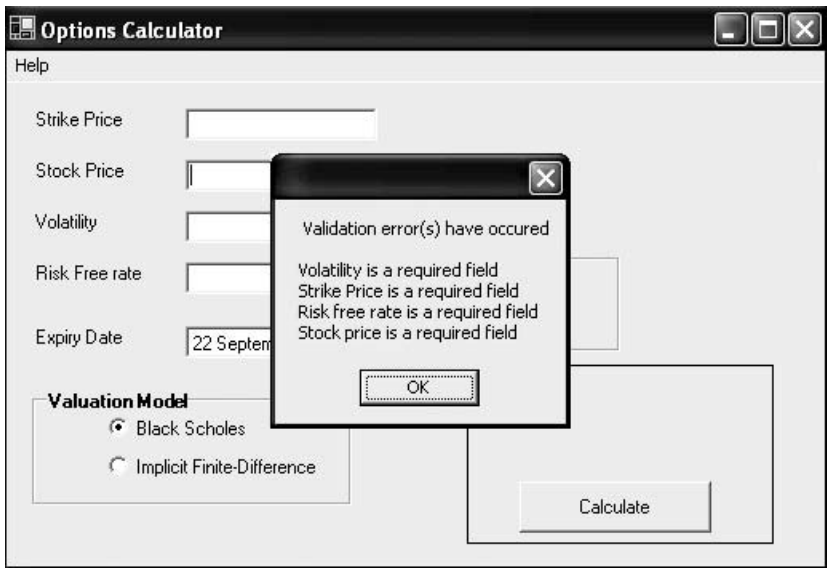 Options Calculator
Help
Strike Price
Stock Price
Volatility
Risk Free rate
Expiry Date
22 Septem
Validation error(s) have occured
Volatility is a required field
Strike Price is a required field
Risk free rate is a required field
Stock price is a required field
OK
Valuation Model
Black Scholes
Implicit Finite-Difference
Calculate